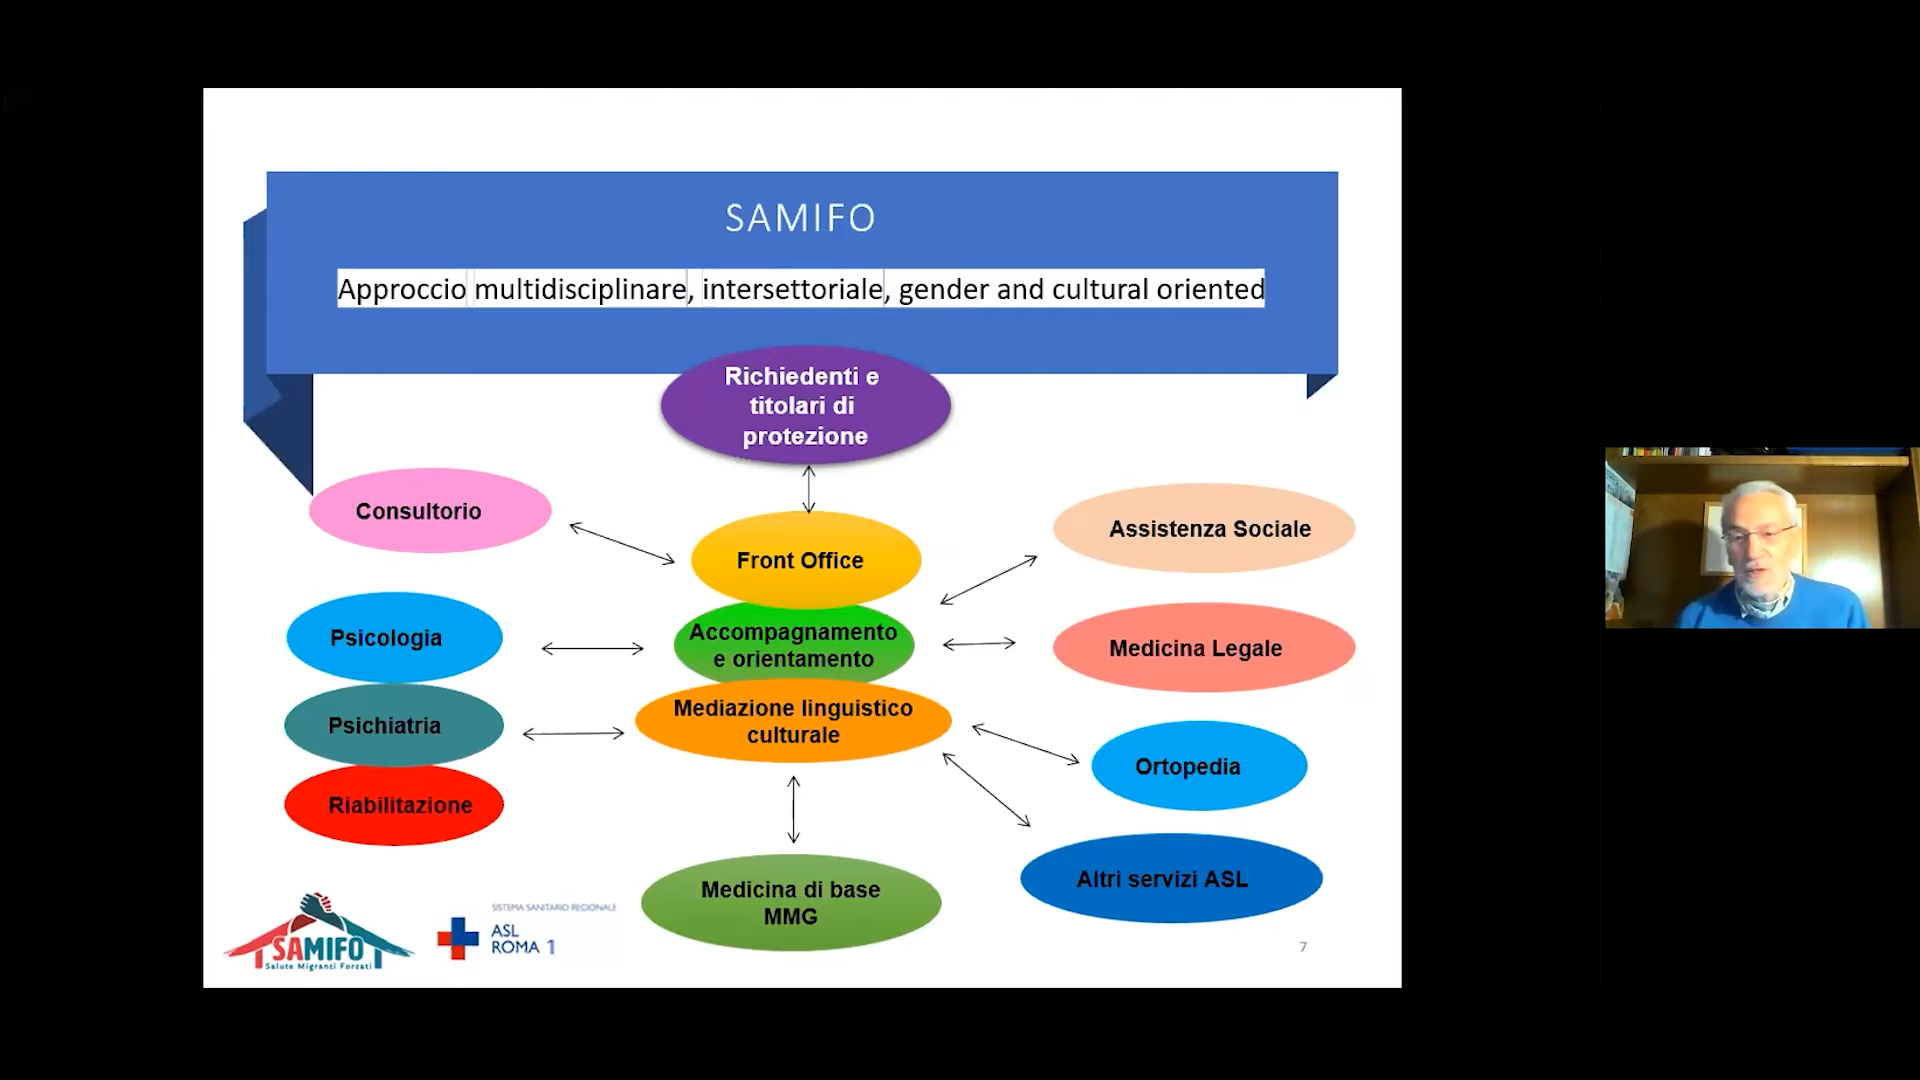 SAMIFO
Approccio multidisciplinare, intersettoriale, gender and cultural oriented
Richiedenti e
titolari di
protezione
Consultorio
Front Office
Assistenza Sociale
Psicologia
Accompagnamento
e orientamento
Medicina Legale
Psichiatria
Mediazione linguistico
culturale
Ortopedia
Riabilitazione
Medicina di base
MMG
Altri servizi ASL
SAMIFO
Salute Migranti Forzati
SISTEMA SANITARIO REGIONALE
ASL
ROMA 1
7